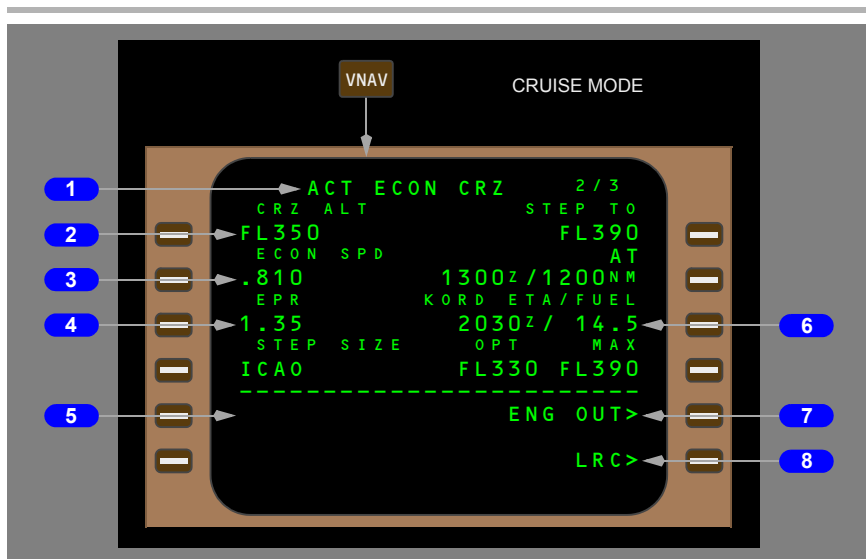 VNAV
CRUISE MODE
1
ACT ECON CRZ 2/3
CRZ ALT STEP TO
2
FL350 FL390
ECON SPD AT
3
.810 1300Z/1200NM
EPR KORD ETA/FUEL
4
1.35 2030Z/ 14.5
6
STEP SIZE OPT MAX
ICAO FL330 FL390
--------------------------
5
ENG OUT>
7
LRC>
8